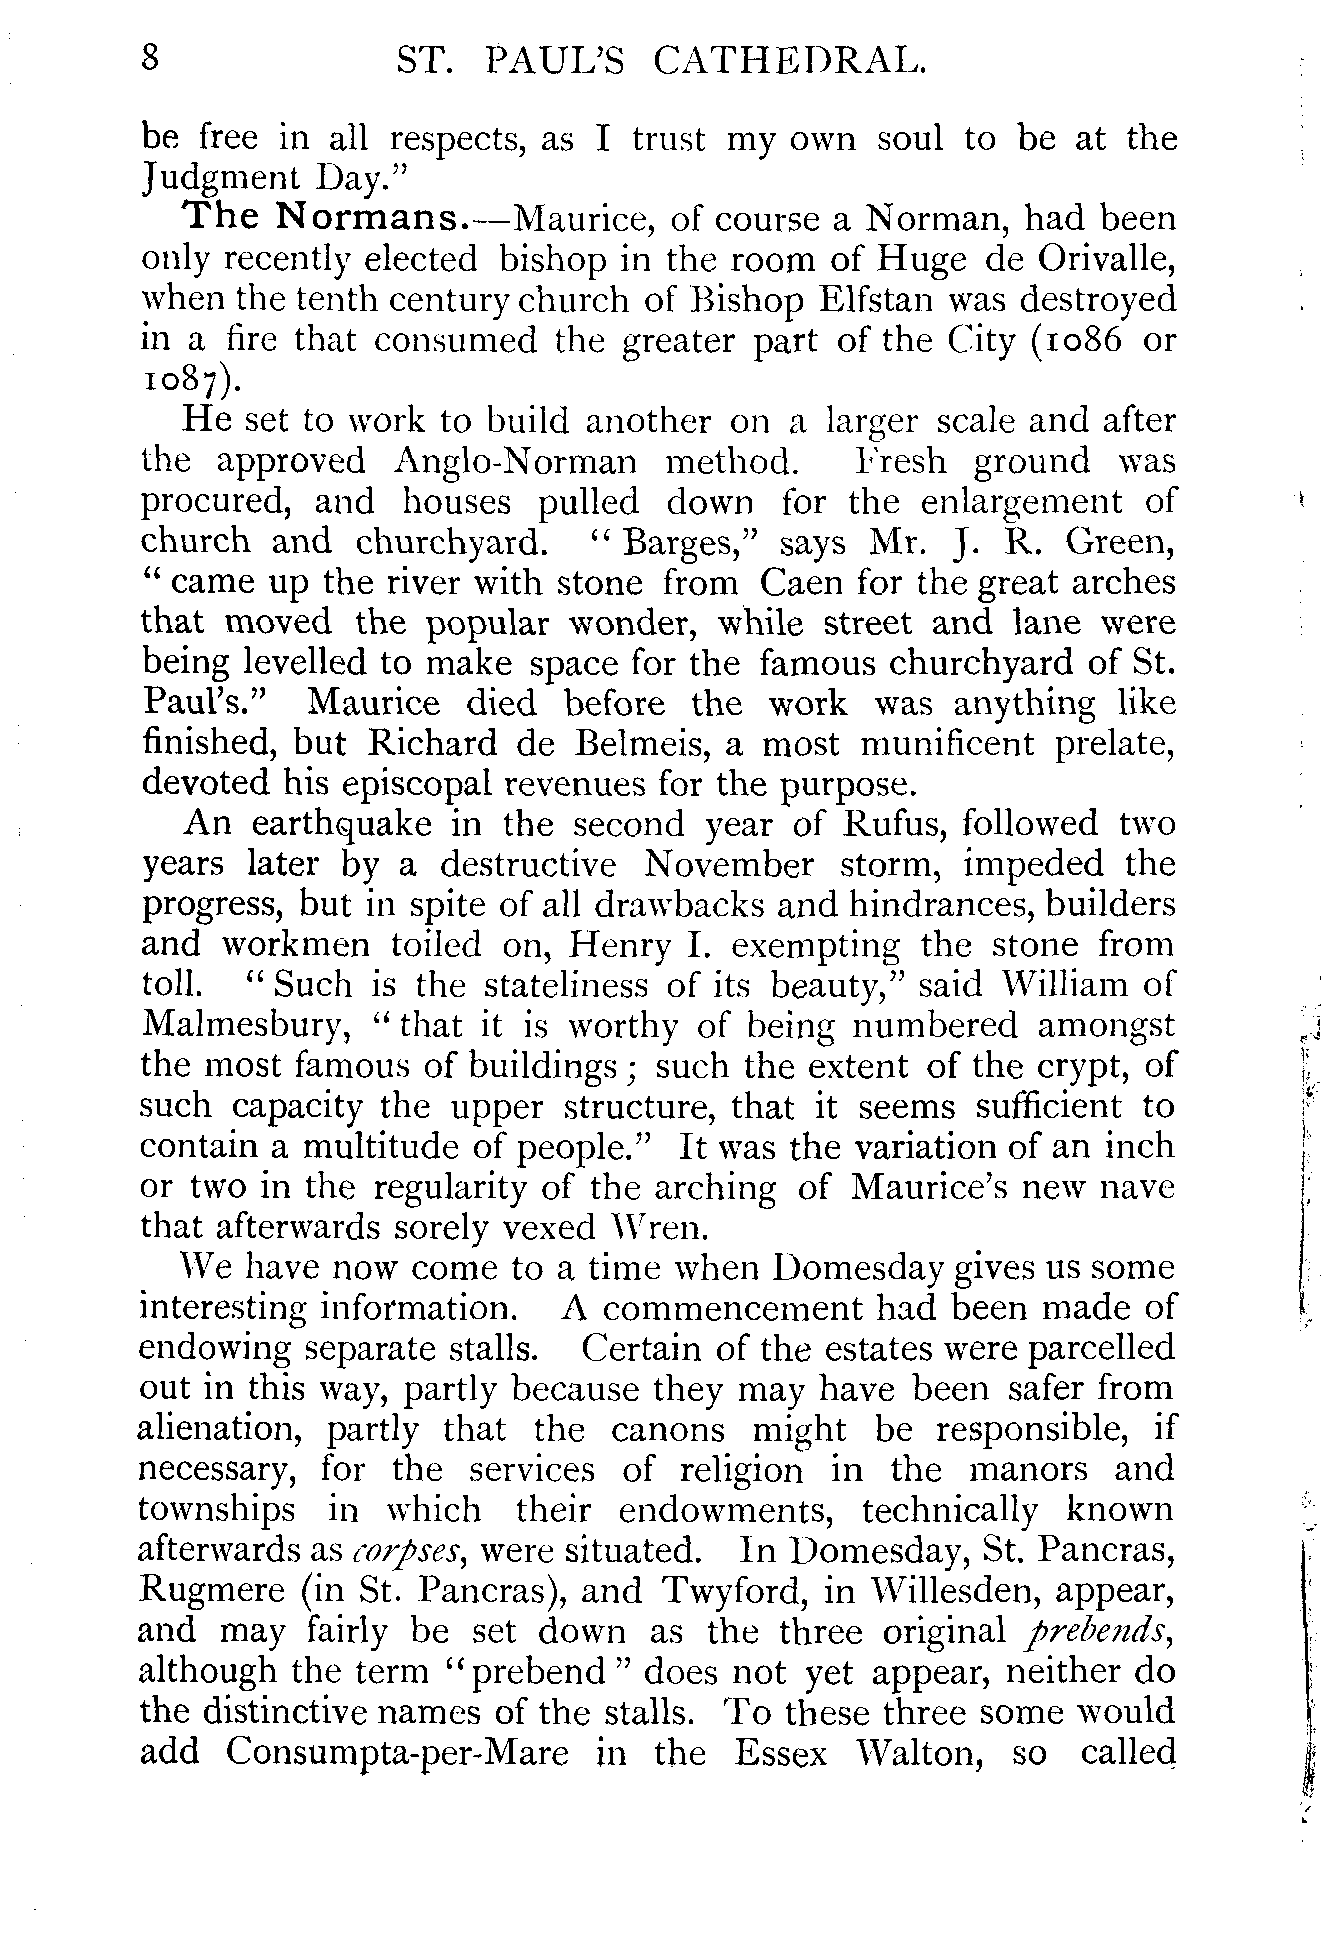 8 ST. PAUL'S CATHEDRAL.
be free in all respects, as I trust my own soul to be at the
Judgment Day."
The Normans.—Maurice, of course a Norman, had been
only recently elected bishop in the room of Huge de Orivalle,
when the tenth century church of Bishop Elfstan was destroyed
in a fire that consumed the greater part of the City (1086 or
1087).
He set to work to build another on a larger scale and after
the approved Anglo-Norman method. Fresh ground was
procured, and houses pulled down for the enlargement of
church and churchyard. "Barges," says Mr. J. R. Green,
"came up the river with stone from Caen for the great arches
that moved the popular wonder, while street and lane were
being levelled to make space for the famous churchyard of St.
Paul's." Maurice died before the work was anything like
finished, but Richard de Belmeis, a most munificent prelate,
devoted his episcopal revenues for the purpose.
An earthquake in the second year of Rufus, followed two
years later by a destructive November storm, impeded the
progress, but in spite of all drawbacks and hindrances, builders
and workmen toiled on, Henry I. exempting the stone from
toll. "Such is the stateliness of its beauty," said William of
Malmesbury, "that it is worthy of being numbered amongst
the most famous of buildings; such the extent of the crypt, of
such capacity the upper structure, that it seems sufficient to
contain a multitude of people." It was the variation of an inch
or two in the regularity of the arching of Maurice's new nave
that afterwards sorely vexed Wren.
We have now come to a time when Domesday gives us some
interesting information. A commencement had been made of
endowing separate stalls. Certain of the estates were parcelled
out in this way, partly because they may have been safer from
alienation, partly that the canons might be responsible, if
necessary, for the services of religion in the manors and
townships in which their endowments, technically known
afterwards as corpses, were situated. In Domesday, St. Pancras,
Rugmere (in St. Pancras), and Twyford, in Willesden, appear,
and may fairly be set down as the three original prebends,
although the term "prebend" does not yet appear, neither do
the distinctive names of the stalls. To these three some would
add Consumpta-per-Mare in the Essex Walton, so called